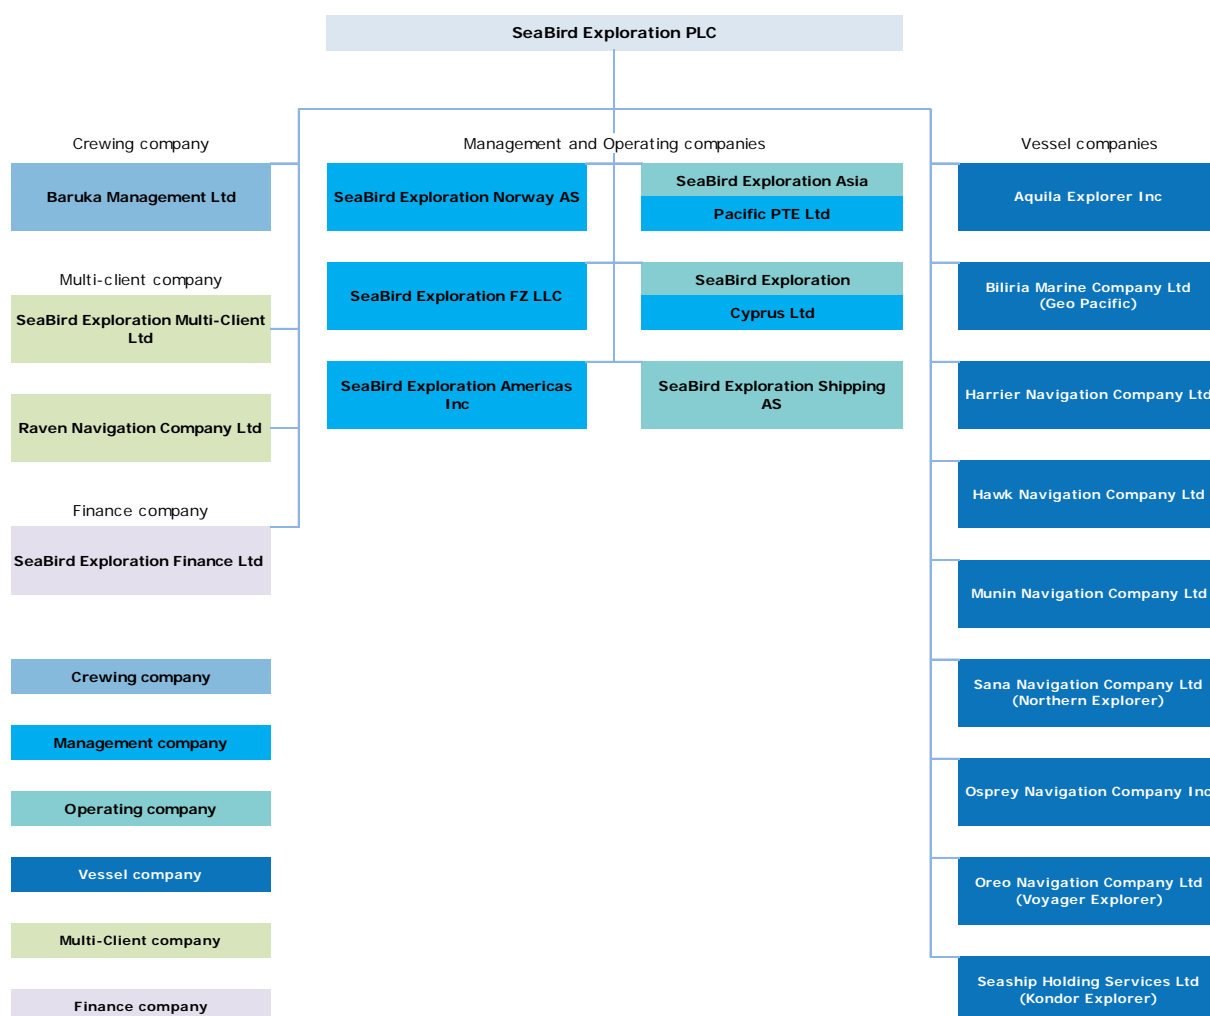 SeaBird Exploration PLC
Crewing company
Baruka Management Ltd
Multi-client company
SeaBird Exploration Multi-Client
Ltd
Raven Navigation Company Ltd
Finance company
SeaBird Exploration Finance Ltd
Management and Operating companies
SeaBird Exploration Norway AS
SeaBird Exploration Asia
Pacific PTE Ltd
SeaBird Exploration FZ LLC
SeaBird Exploration
Cyprus Ltd
SeaBird Exploration Americas
Inc
SeaBird Exploration Shipping
AS
Vessel companies
Aquila Explorer Inc
Biliria Marine Company Ltd
(Geo Pacific)
Harrier Navigation Company Ltd
Hawk Navigation Company Ltd
Munin Navigation Company Ltd
Sana Navigation Company Ltd
(Northern Explorer)
Osprey Navigation Company Inc
Oreo Navigation Company Ltd
(Voyager Explorer)
Seaship Holding Services Ltd
(Kondor Explorer)
Crewing company
Management company
Operating company
Vessel company
Multi-Client company
Finance company